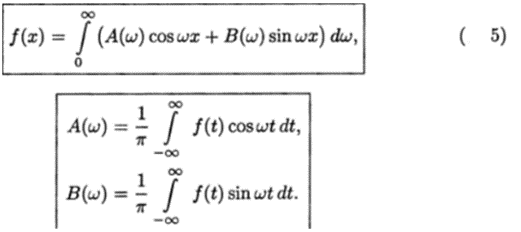 f(x) = ∫₀^∞ (A(ω) cos ωx + B(ω) sin ωx) dω, ( 5)
A(ω) = 1/π ∫₋∞^∞ f(t) cos ωt dt,
B(ω) = 1/π ∫₋∞^∞ f(t) sin ωt dt.